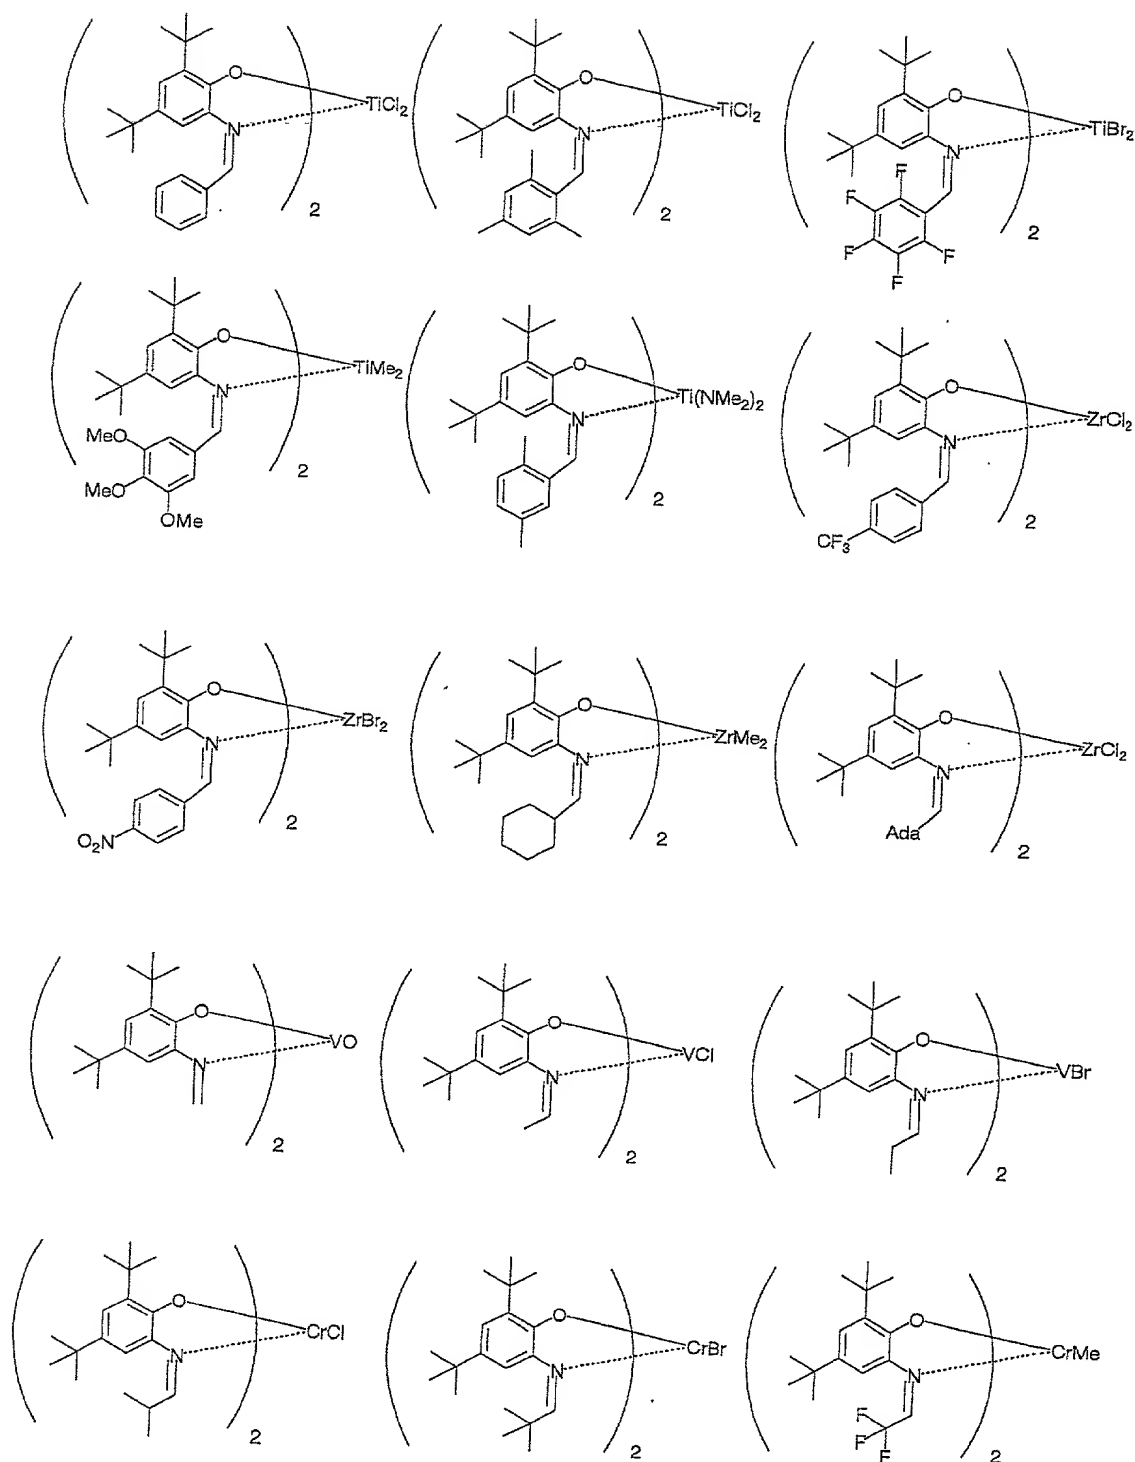 O O O
TiCl2 TiCl2 TiBr2
N N N
F F F F F
2 2 2
O O O
TiMe2 Ti(NMe2)2 ZrCl2
N N N
MeO
MeO
OMe
CF3
2 2 2
O O O
ZrBr2 ZrMe2 ZrCl2
N N N
O2N
Ada
2 2 2
O O O
VO VCl VBr
N N N
2 2 2
O O O
CrCl CrBr CrMe
N N N
F F F
2 2 2